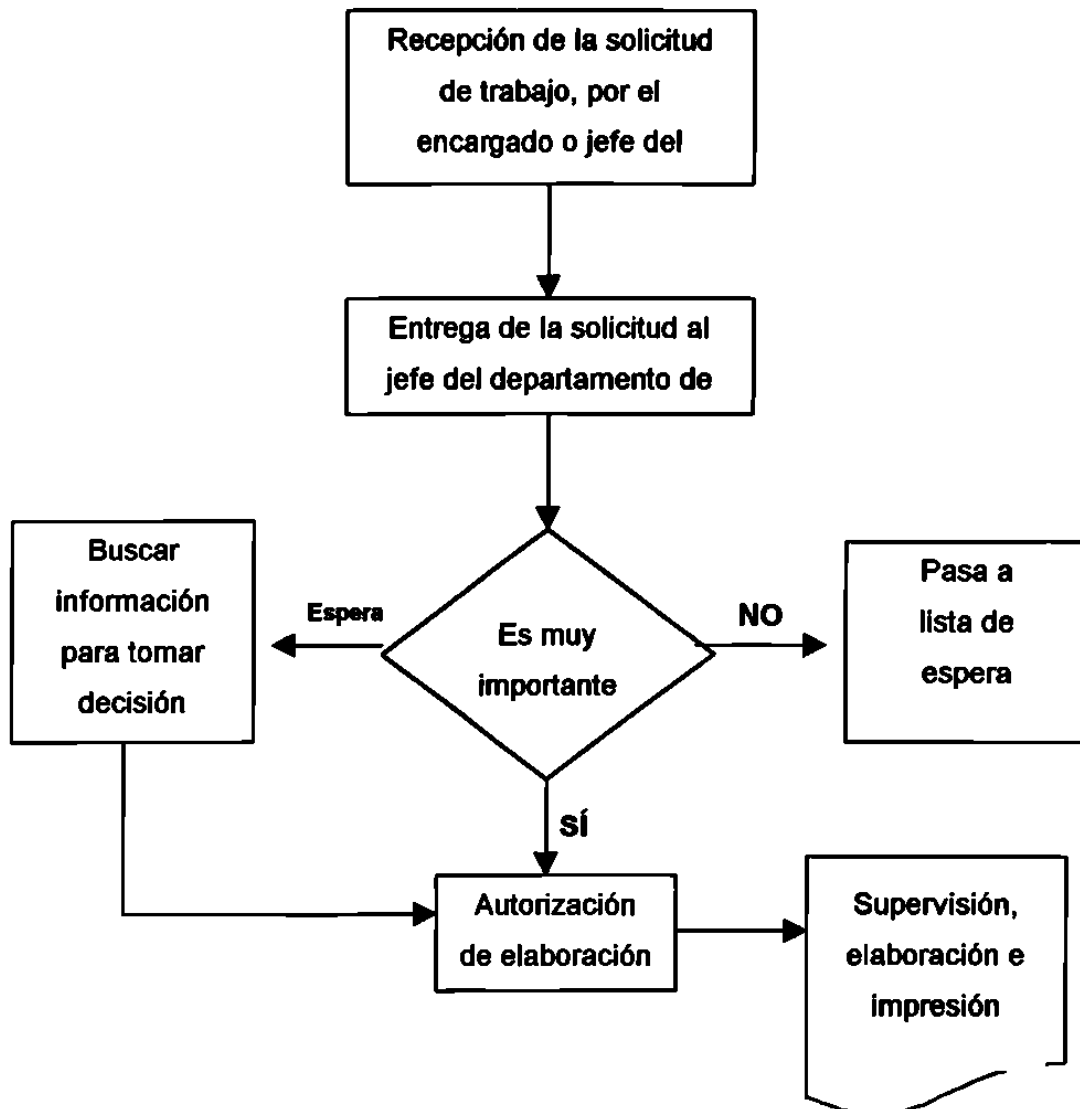 Recepción de la solicitud
de trabajo, por el
encargado o jefe del
Entrega de la solicitud al
jefe del departamento de
Buscar
información
para tomar
decisión
Espera
Es muy
importante
NO
Pasa a
lista de
espera
SÍ
Autorización
de elaboración
Supervisión,
elaboración e
impresión